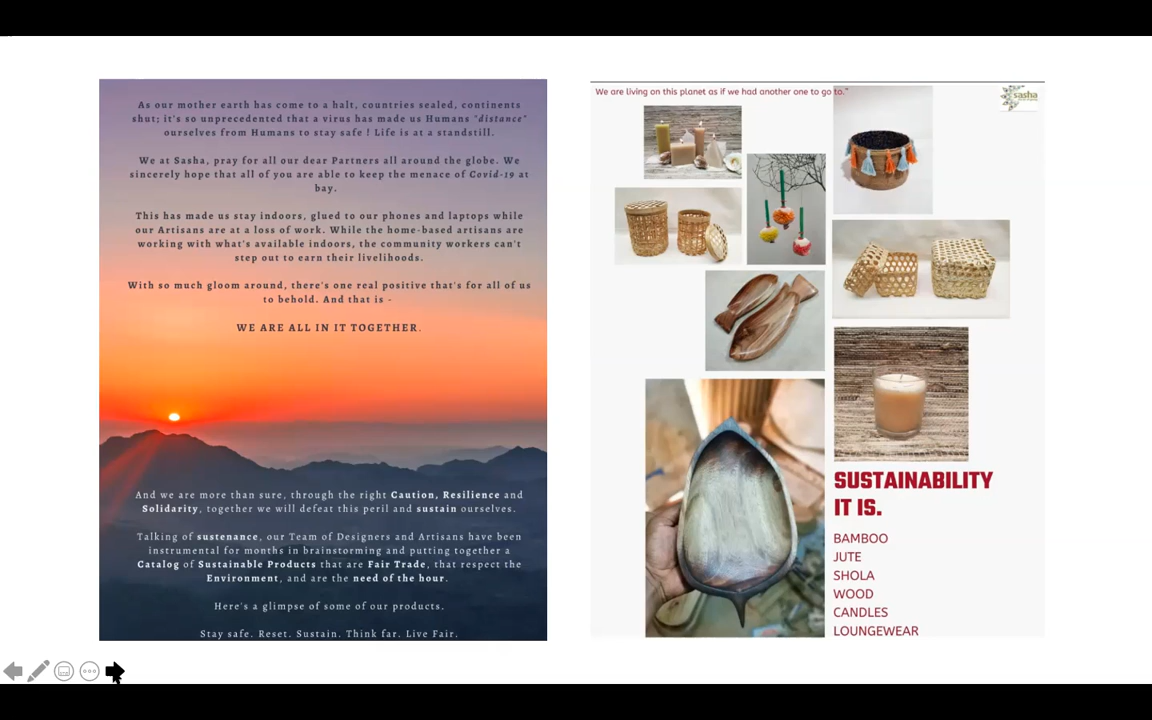 As our mother earth has come to a halt, countries sealed, continents
shut; it's so unprecedented that a virus has made us Humans "distance"
ourselves from Humans to stay safe ! Life is at a standstill.
We at Sasha, pray for all our dear Partners all around the globe. We
sincerely hope that all of you are able to keep the menace of Covid-19 at
bay.
This has made us stay indoors, glued to our phones and laptops while
our Artisans are at a loss of work. While the home-based artisans are
working with what's available indoors, the community workers can't
step out to earn their livelihoods.
With so much gloom around, there's one real positive that's for all of us
to behold. And that is -
WE ARE ALL IN IT TOGETHER.
And we are more than sure, through the right Caution, Resilience and
Solidarity, together we will defeat this peril and sustain ourselves.
Talking of sustenance, our Team of Designers and Artisans have been
instrumental for months in brainstorming and putting together a
Catalog of Sustainable Products that are Fair Trade, that respect the
Environment, and are the need of the hour.
Here's a glimpse of some of our products.
Stay safe. Reset. Sustain. Think far. Live Fair.
We are living on this planet as if we had another one to go to."
sasha
SUSTAINABILITY
IT IS.
BAMBOO
JUTE
SHOLA
WOOD
CANDLES
LOUNGEWEAR